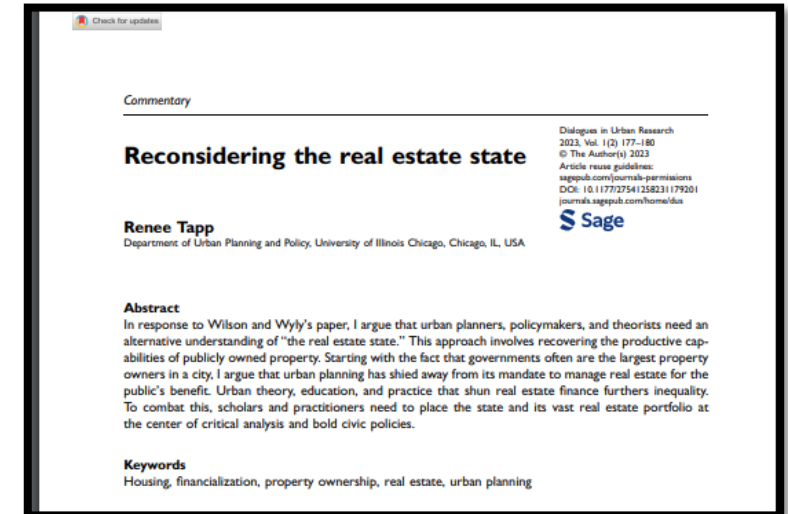 Check for updates
Commentary
Reconsidering the real estate state
Dialogues in Urban Research
2023, Vol. 1(2) 177–180
© The Author(s) 2023
Article reuse guidelines:
sagepub.com/journals-permissions
DOI: 10.1177/27541258231179201
journals.sagepub.com/home/dus
Sage
Renee Tapp
Department of Urban Planning and Policy, University of Illinois Chicago, Chicago, IL, USA
Abstract
In response to Wilson and Wyly's paper, I argue that urban planners, policymakers, and theorists need an
alternative understanding of “the real estate state.” This approach involves recovering the productive cap-
abilities of publicly owned property. Starting with the fact that governments often are the largest property
owners in a city, I argue that urban planning has shied away from its mandate to manage real estate for the
public's benefit. Urban theory, education, and practice that shun real estate finance furthers inequality.
To combat this, scholars and practitioners need to place the state and its vast real estate portfolio at
the center of critical analysis and bold civic policies.
Keywords
Housing, financialization, property ownership, real estate, urban planning